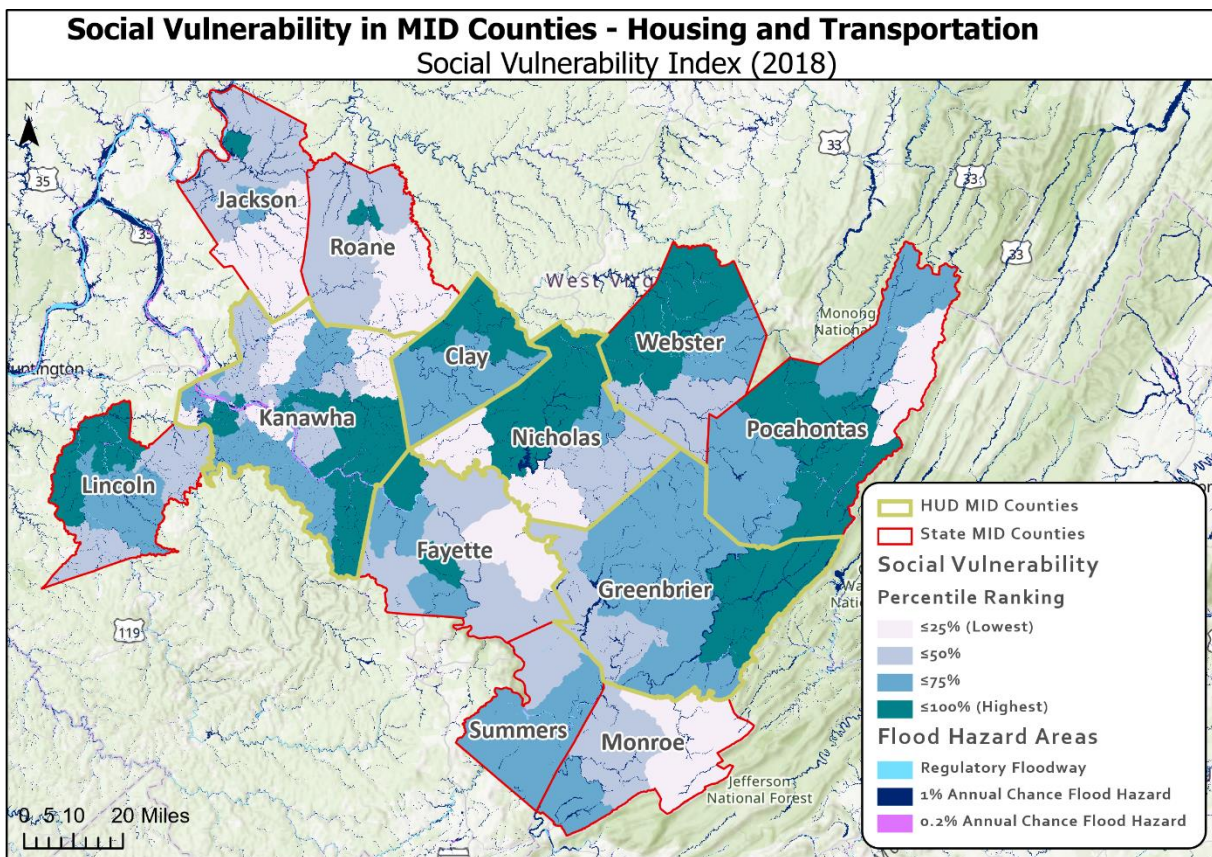 Social Vulnerability in MID Counties - Housing and Transportation
Social Vulnerability Index (2018)
N
33
33
35
33
Jackson
Roane
33
West Virg
Webster
Monong
National
Clay
untington
Kanawha
Nicholas
Pocahontas
Lincoln
Fayette
Greenbrier
119
Summers
Monroe
Jefferson
National Forest
0 5 10 20 Miles
HUD MID Counties
State MID Counties
Social Vulnerability
Percentile Ranking
≤25% (Lowest)
≤50%
≤75%
≤100% (Highest)
Flood Hazard Areas
Regulatory Floodway
1% Annual Chance Flood Hazard
0.2% Annual Chance Flood Hazard